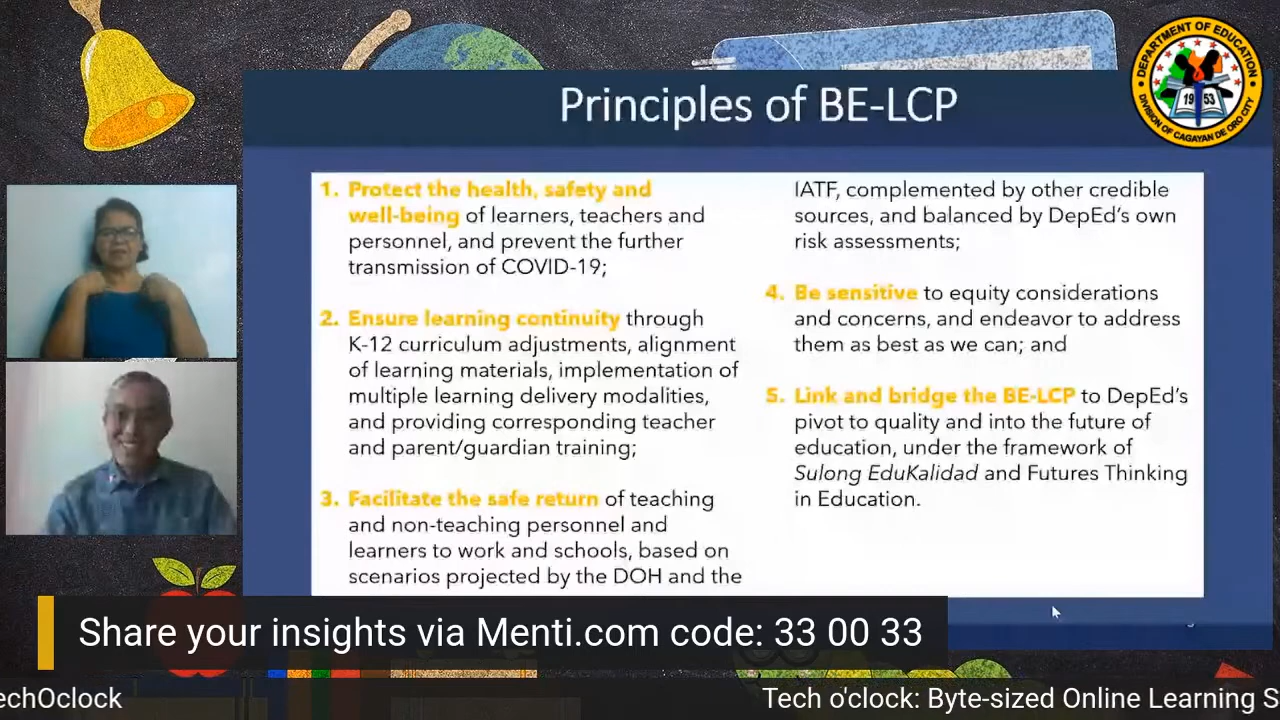 Principles of BE-LCP
DEPARTMENT OF EDUCATION
1953
DIVISION OF CAGAYAN DE ORO CITY
1. Protect the health, safety and
well-being of learners, teachers and
personnel, and prevent the further
transmission of COVID-19;
2. Ensure learning continuity through
K-12 curriculum adjustments, alignment
of learning materials, implementation of
multiple learning delivery modalities,
and providing corresponding teacher
and parent/guardian training;
3. Facilitate the safe return of teaching
and non-teaching personnel and
learners to work and schools, based on
scenarios projected by the DOH and the
IATF, complemented by other credible
sources, and balanced by DepEd's own
risk assessments;
4. Be sensitive to equity considerations
and concerns, and endeavor to address
them as best as we can; and
5. Link and bridge the BE-LCP to DepEd's
pivot to quality and into the future of
education, under the framework of
Sulong EduKalidad and Futures Thinking
in Education.
Share your insights via Menti.com code: 33 00 33
echOclock
Tech o'clock: Byte-sized Online Learning S